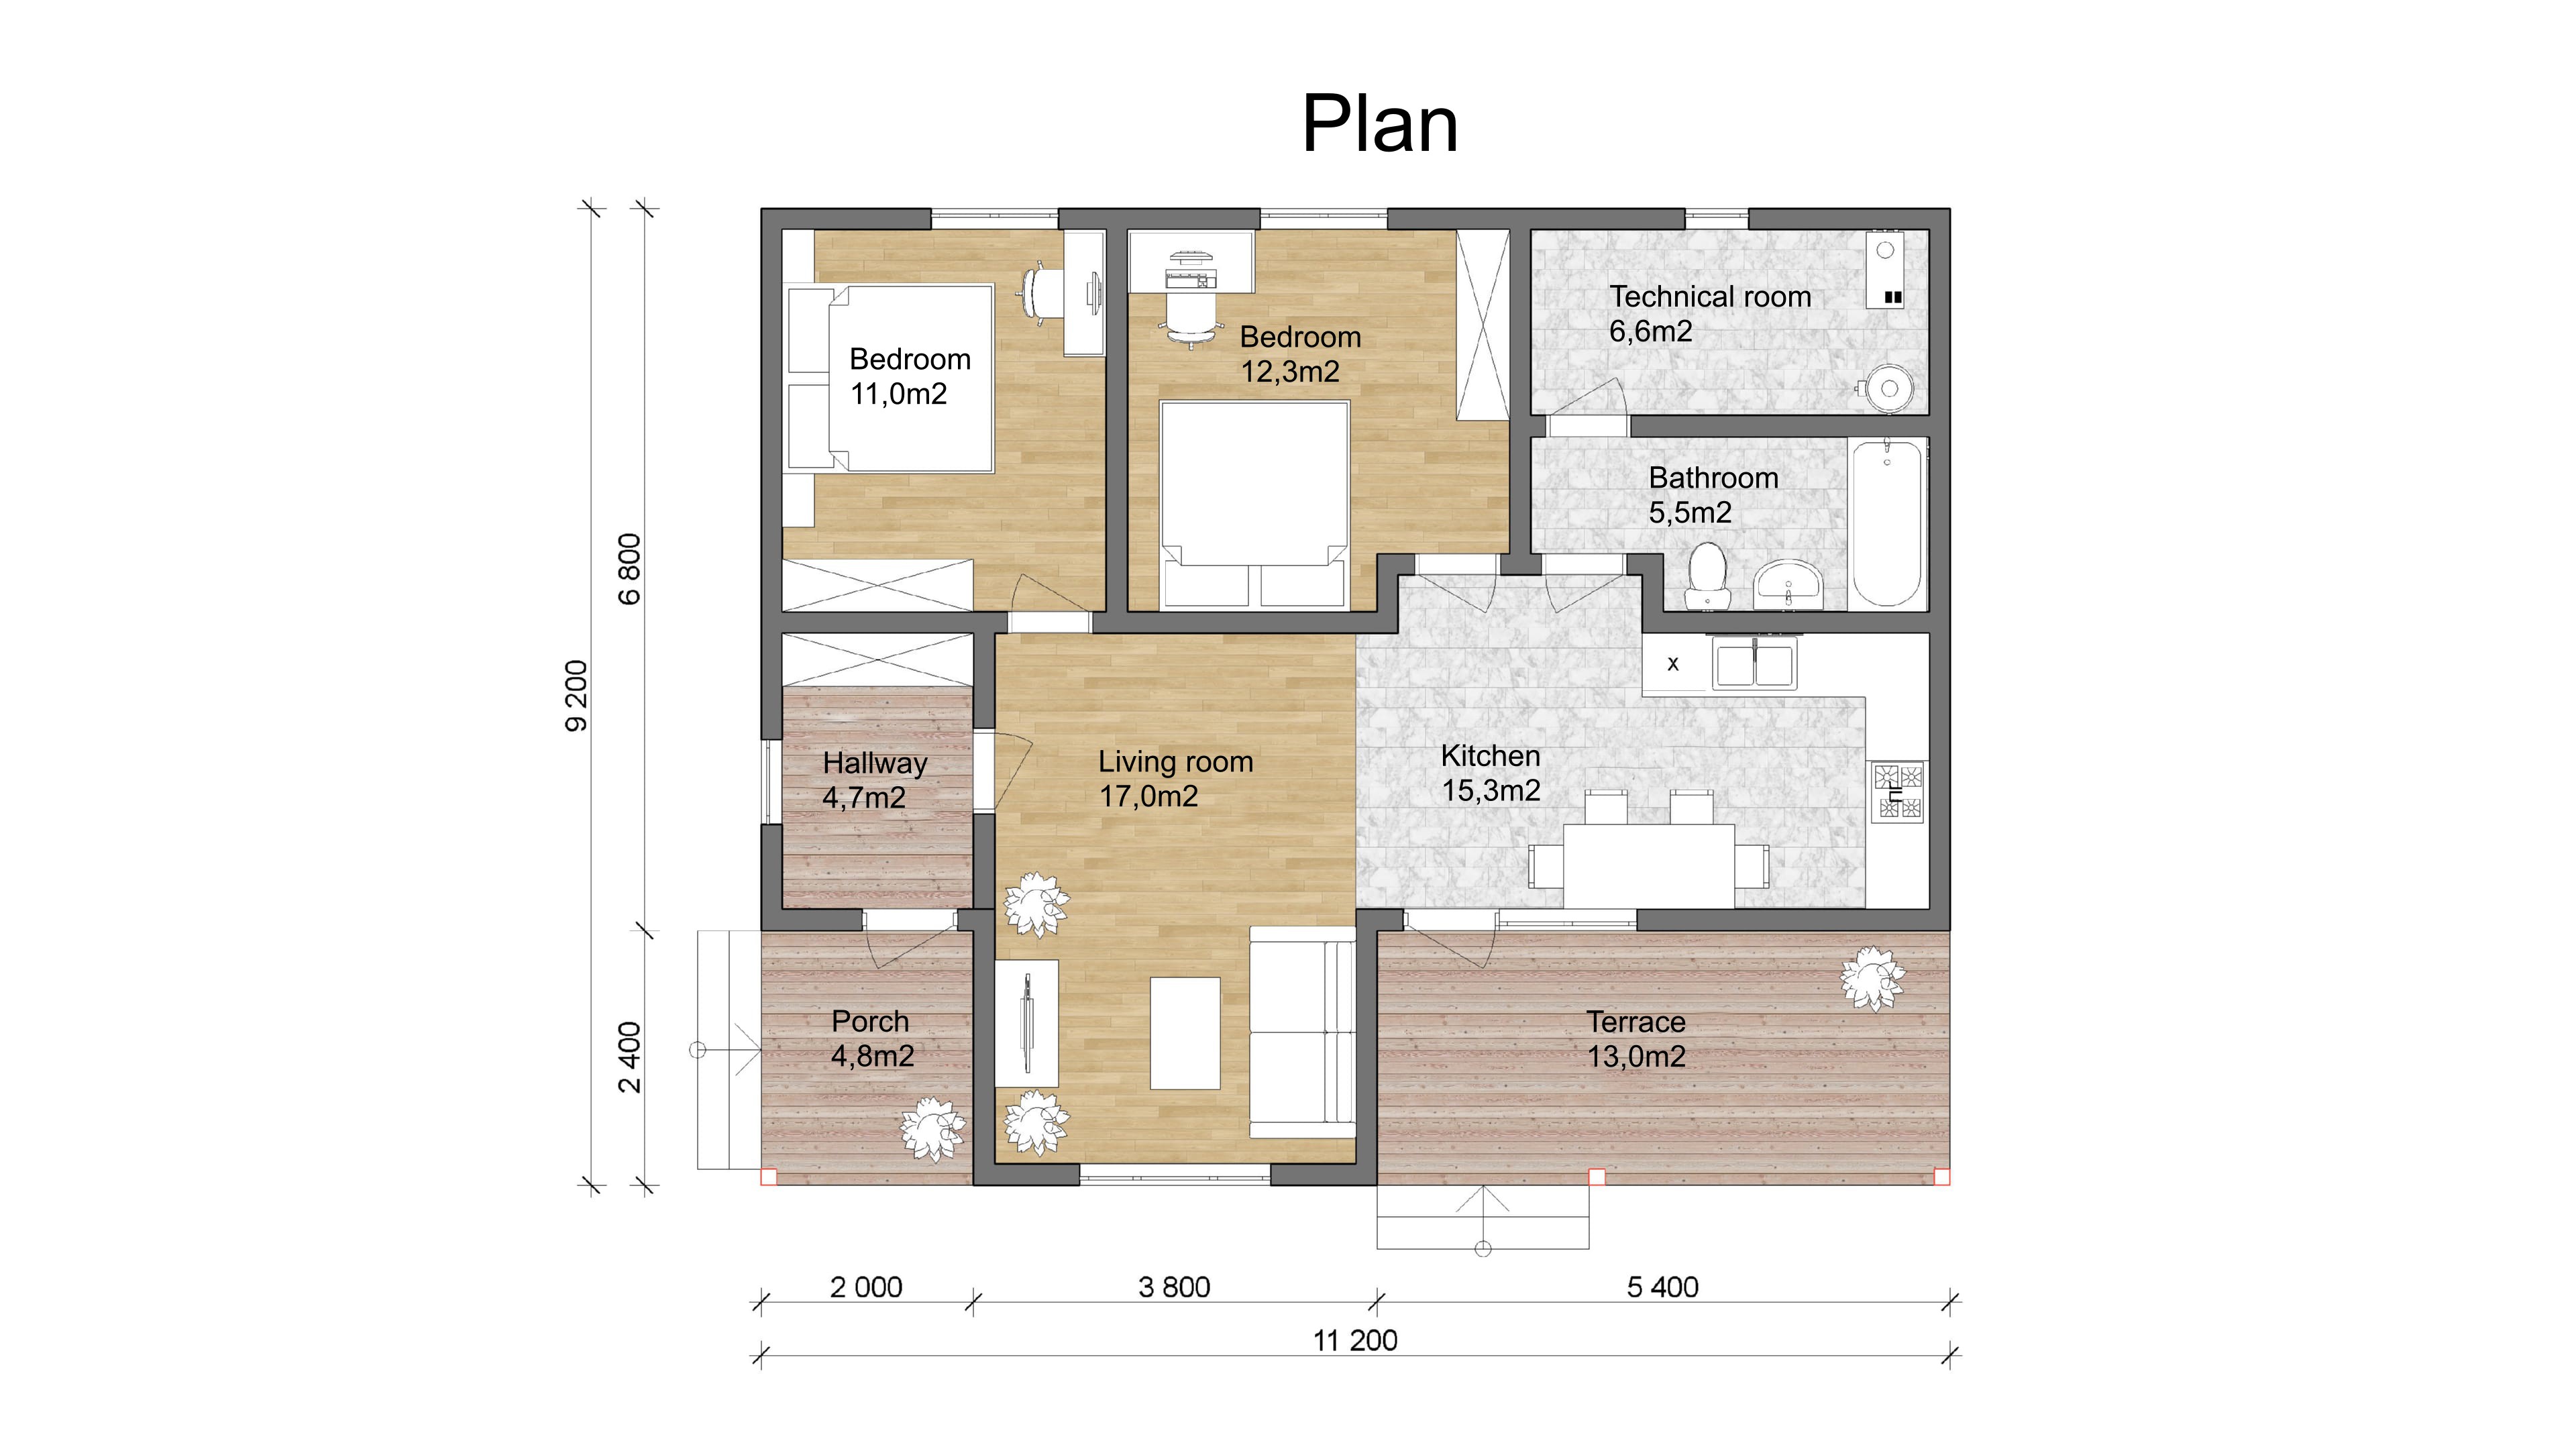 Plan
Bedroom
11,0m2
Bedroom
12,3m2
Technical room
6,6m2
Bathroom
5,5m2
Hallway
4,7m2
Living room
17,0m2
Kitchen
15,3m2
x
Porch
4,8m2
Terrace
13,0m2
9 200
6 800
2 400
2 000
3 800
5 400
11 200